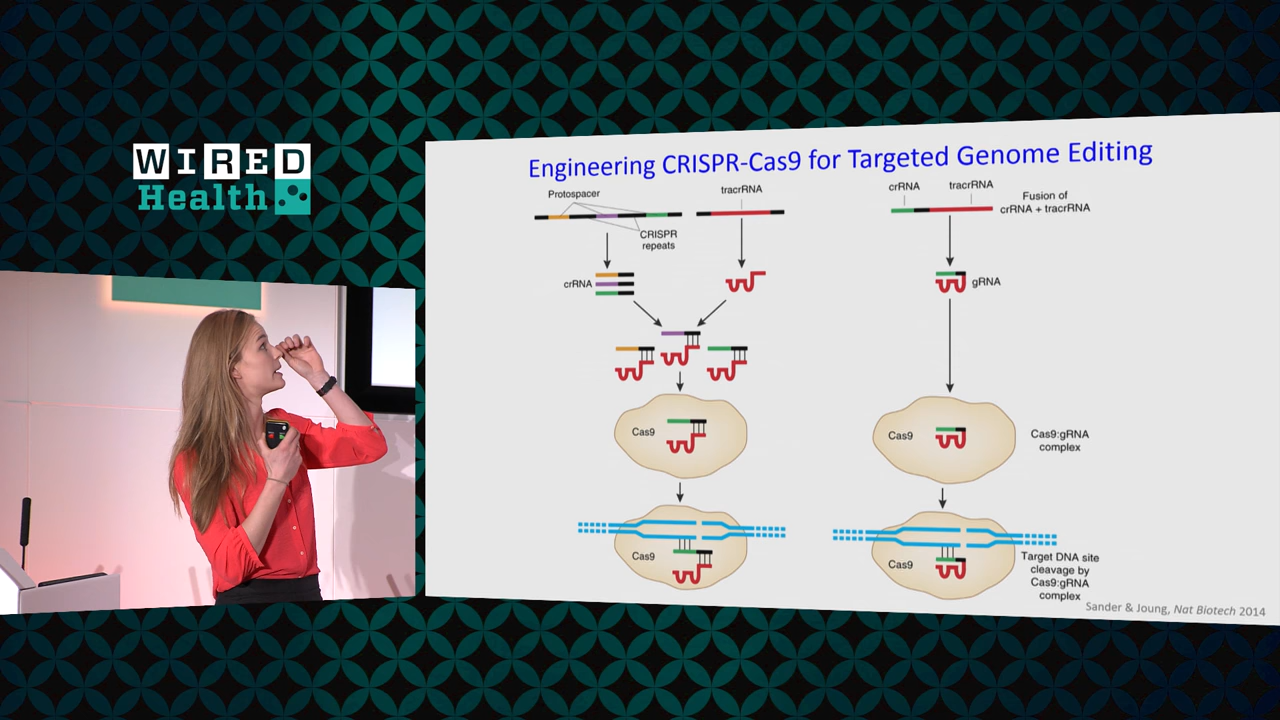 WIRED
Health
Engineering CRISPR-Cas9 for Targeted Genome Editing
Protospacer
tracrRNA
CRISPR
repeats
crRNA
Cas9
Cas9
crRNA
tracrRNA
Fusion of
crRNA + tracrRNA
gRNA
Cas9
Cas9:gRNA
complex
Cas9
Target DNA site
cleavage by
Cas9:gRNA
complex
Sander & Joung, Nat Biotech 2014